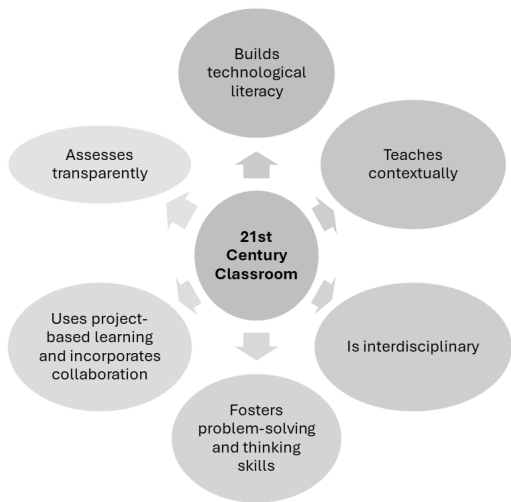 Builds
technological
literacy
Teaches
contextually
Is interdisciplinary
Fosters
problem-solving
and thinking
skills
Uses project-
based learning
and incorporates
collaboration
Assesses
transparently
21st
Century
Classroom